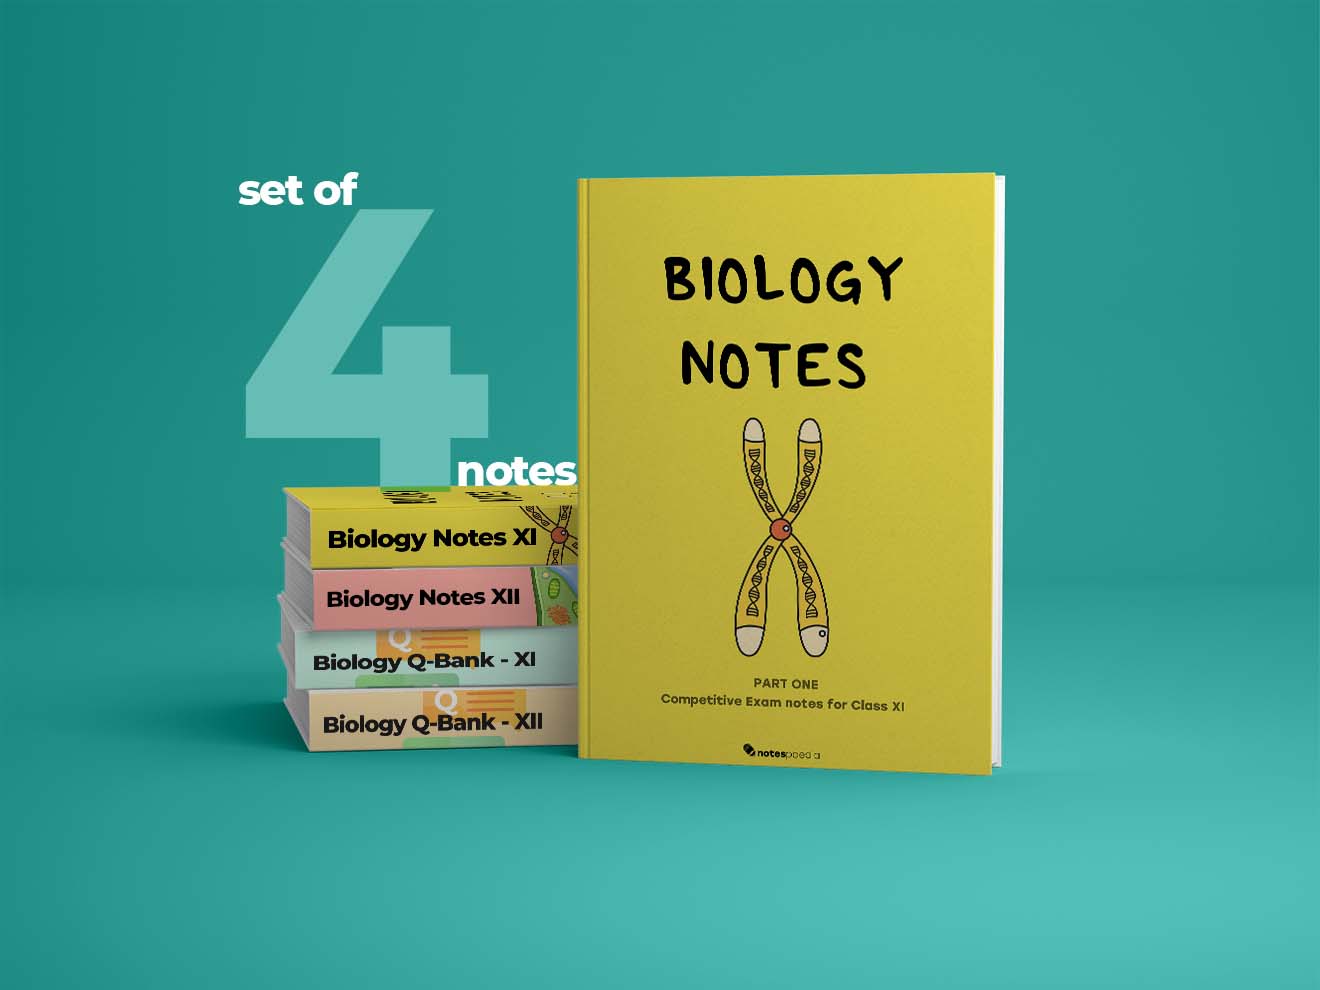 set of
4
notes
Biology Notes XI
Biology Notes XII
Q
Biology Q-Bank - XI
Q
Biology Q-Bank - XII
BIOLOGY
NOTES
PART ONE
Competitive Exam notes for Class XI
notespaedia